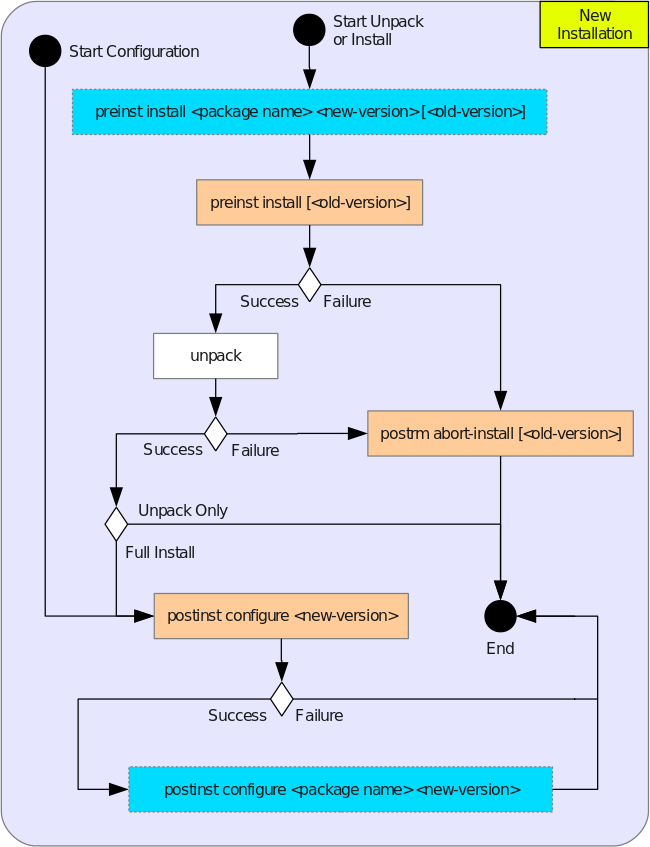 New
Installation
Start Unpack
or Install
Start Configuration
preinst install <package name> <new-version> [<old-version>]
preinst install [<old-version>]
Success
Failure
unpack
Success
Failure
postrm abort-install [<old-version>]
Unpack Only
Full Install
postinst configure <new-version>
End
Success
Failure
postinst configure <package name> <new-version>